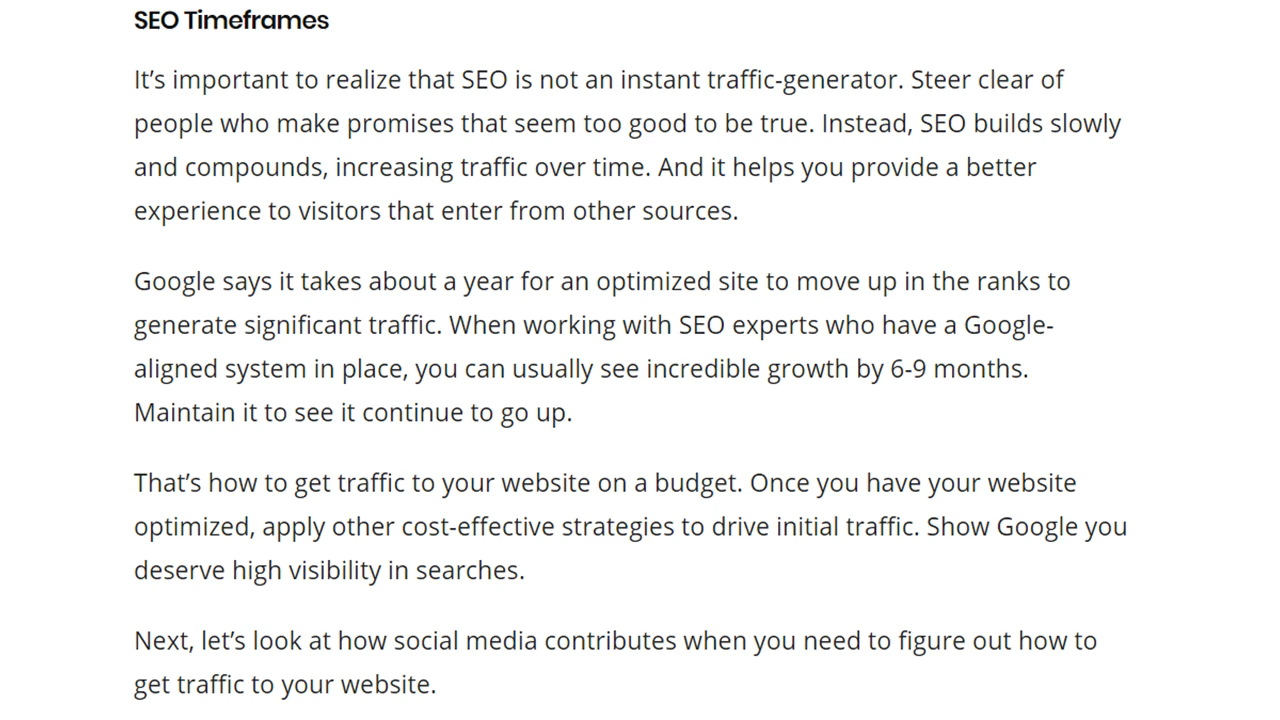 SEO Timeframes
It’s important to realize that SEO is not an instant traffic-generator. Steer clear of
people who make promises that seem too good to be true. Instead, SEO builds slowly
and compounds, increasing traffic over time. And it helps you provide a better
experience to visitors that enter from other sources.
Google says it takes about a year for an optimized site to move up in the ranks to
generate significant traffic. When working with SEO experts who have a Google-
aligned system in place, you can usually see incredible growth by 6-9 months.
Maintain it to see it continue to go up.
That’s how to get traffic to your website on a budget. Once you have your website
optimized, apply other cost-effective strategies to drive initial traffic. Show Google you
deserve high visibility in searches.
Next, let’s look at how social media contributes when you need to figure out how to
get traffic to your website.